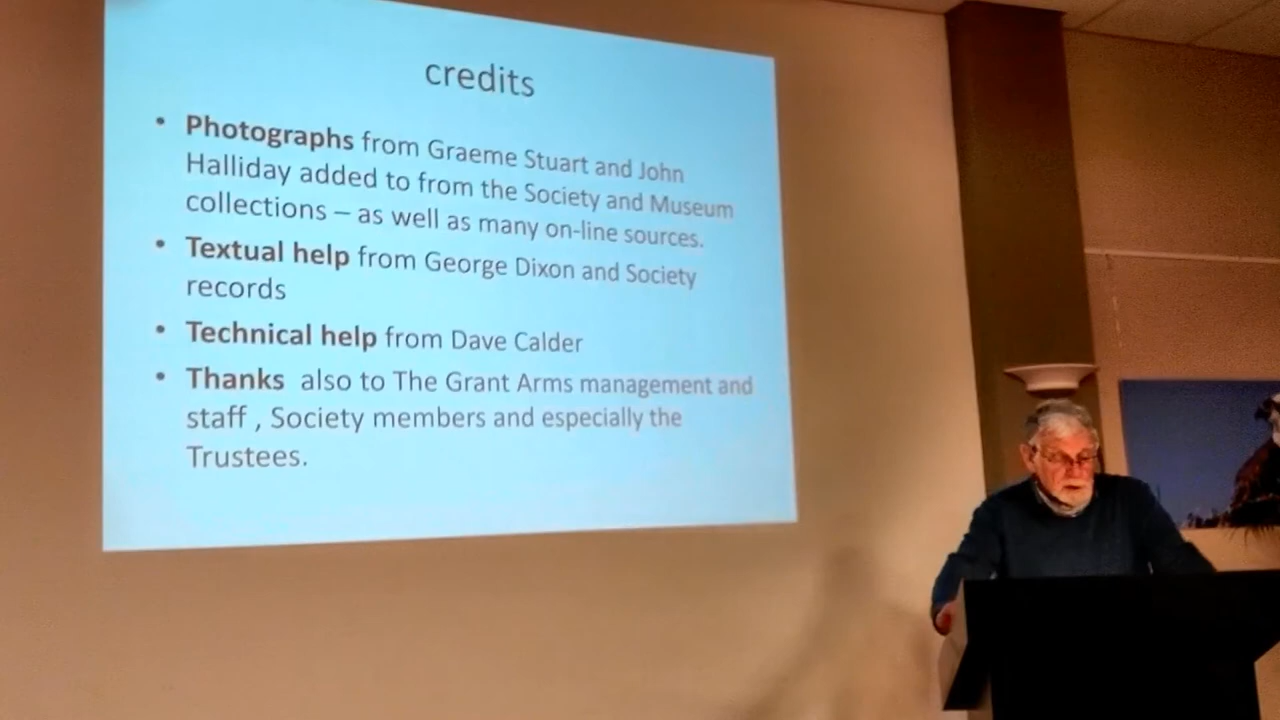 credits
• Photographs from Graeme Stuart and John
Halliday added to from the Society and Museum
collections – as well as many on-line sources.
• Textual help from George Dixon and Society
records
• Technical help from Dave Calder
• Thanks also to The Grant Arms management and
staff , Society members and especially the
Trustees.